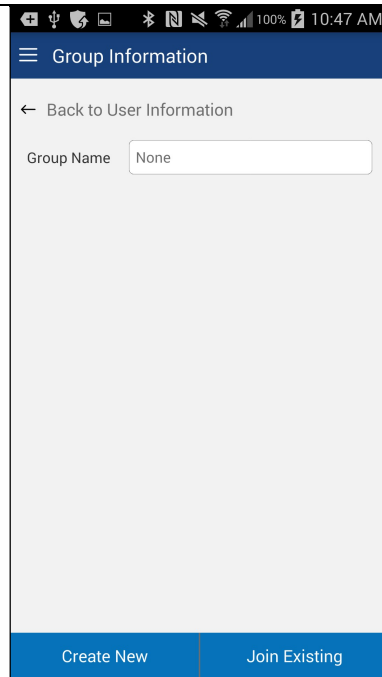 100% 10:47 AM
Group Information
Back to User Information
Group Name None
Create New Join Existing